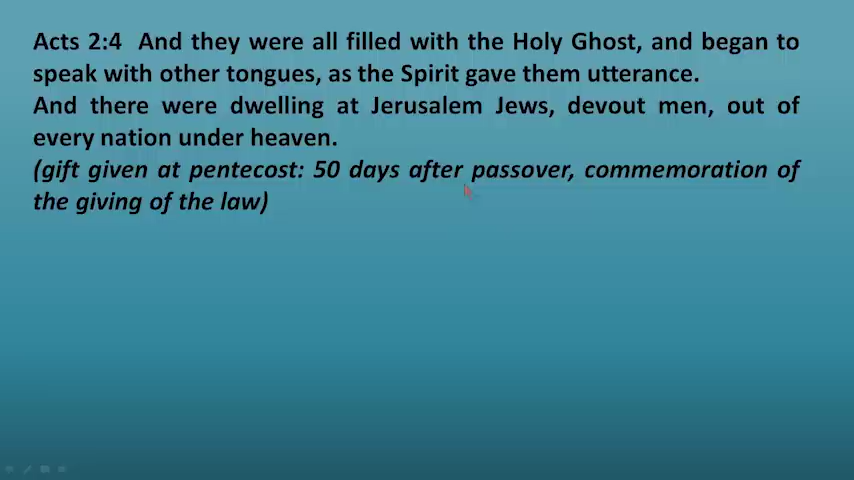 Acts 2:4 And they were all filled with the Holy Ghost, and began to
speak with other tongues, as the Spirit gave them utterance.
And there were dwelling at Jerusalem Jews, devout men, out of
every nation under heaven.
(gift given at pentecost: 50 days after passover, commemoration of
the giving of the law)